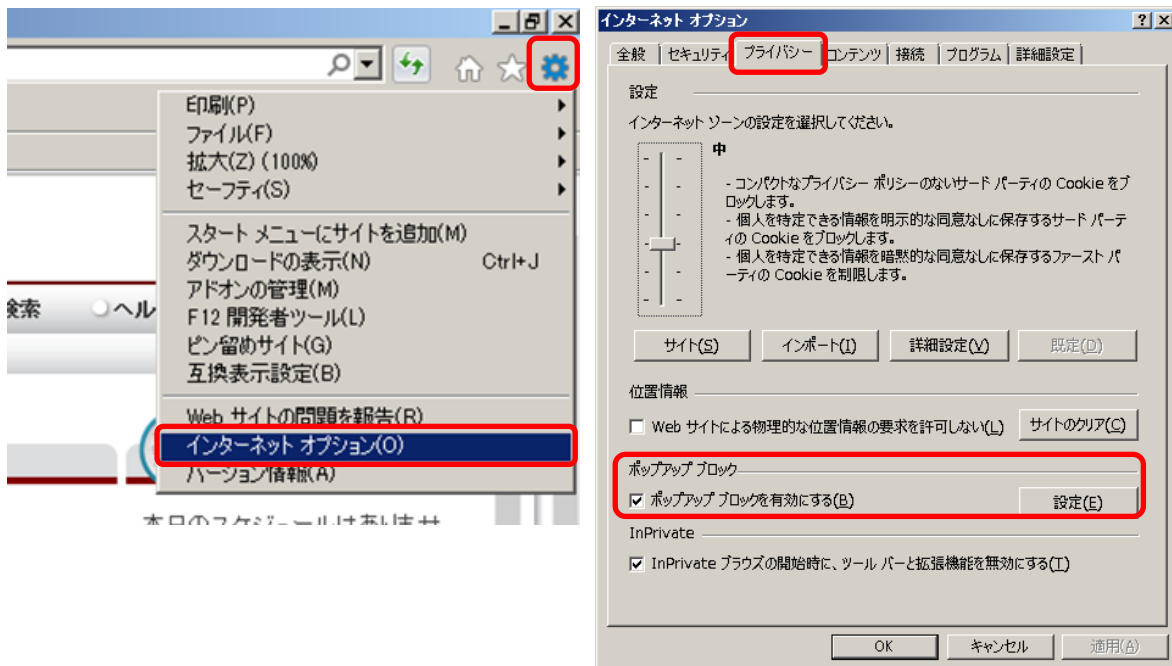 印刷(P)
ファイル(F)
拡大(Z) (100%)
セーフティ(S)
スタート メニューにサイトを追加(M)
ダウンロードの表示(N) Ctrl+J
アドオンの管理(M)
F12 開発者ツール(L)
ピン留めサイト(G)
互換表示設定(B)
Web サイトの問題を報告(R)
インターネット オプション(O)
バージョン情報(A)
検索
ヘル
本日のスケジュールはありませ
インターネット オプション
全般 セキュリティ プライバシー コンテンツ 接続 プログラム 詳細設定
設定
インターネット ゾーンの設定を選択してください。
中
- コンパクトなプライバシー ポリシーのないサード パーティの Cookie をブ
ロックします。
- 個人を特定できる情報を明示的な同意なしに保存するサード パーテ
ィの Cookie をブロックします。
- 個人を特定できる情報を暗黙的な同意なしに保存するファースト パ
ーティの Cookie を制限します。
サイト(S) インポート(I) 詳細設定(V) 既定(D)
位置情報
Web サイトによる物理的な位置情報の要求を許可しない(L) サイトのクリア(C)
ポップアップ ブロック
ポップアップ ブロックを有効にする(B) 設定(E)
InPrivate
InPrivate ブラウズの開始時に、ツール バーと拡張機能を無効にする(T)
OK キャンセル 適用(A)